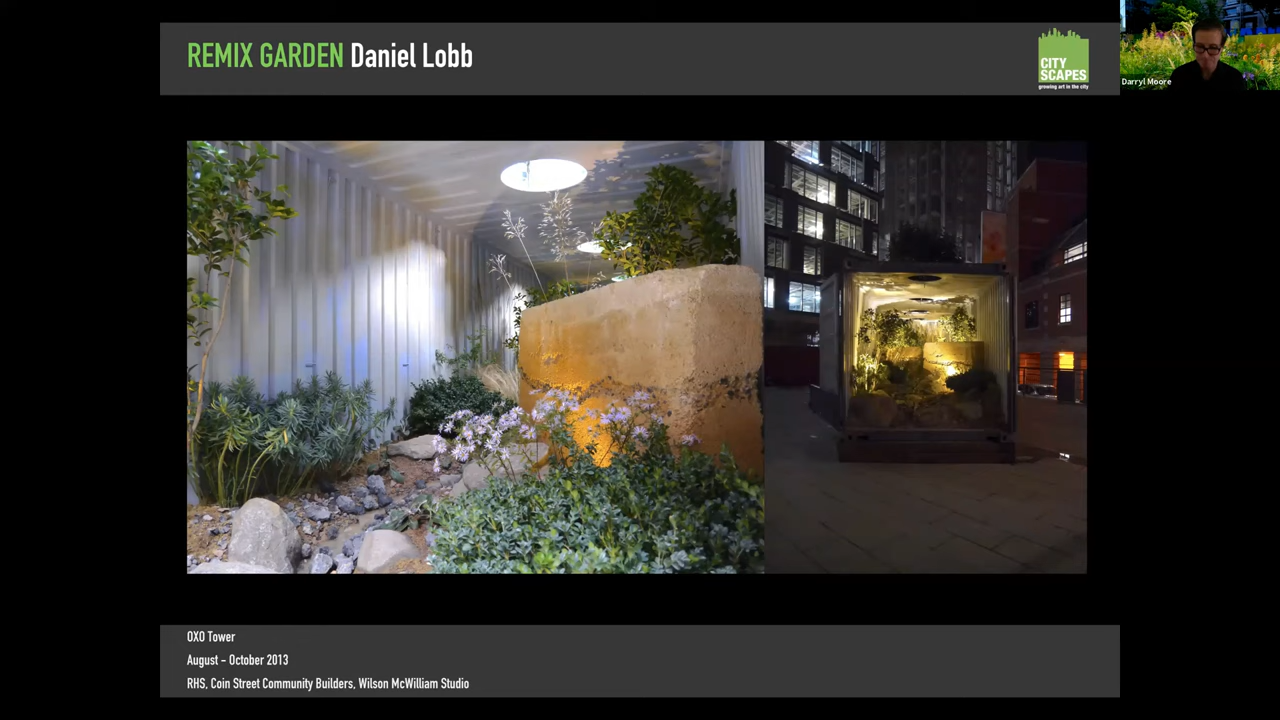 REMIX GARDEN Daniel Lobb
CITY
SCAPES
growing art in the city
Darryl Moore
OXO Tower
August - October 2013
RHS, Coin Street Community Builders, Wilson McWilliam Studio